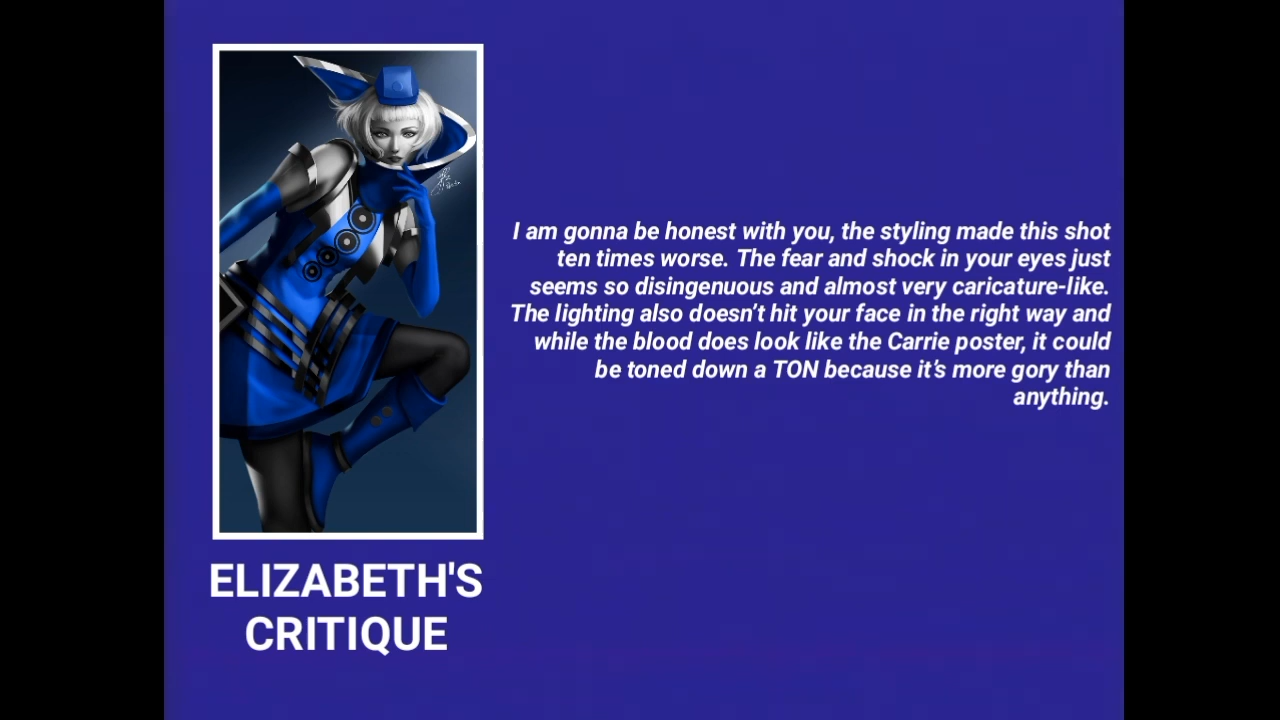 I am gonna be honest with you, the styling made this shot
ten times worse. The fear and shock in your eyes just
seems so disingenuous and almost very caricature-like.
The lighting also doesn’t hit your face in the right way and
while the blood does look like the Carrie poster, it could
be toned down a TON because it’s more gory than
anything.
ELIZABETH'S
CRITIQUE